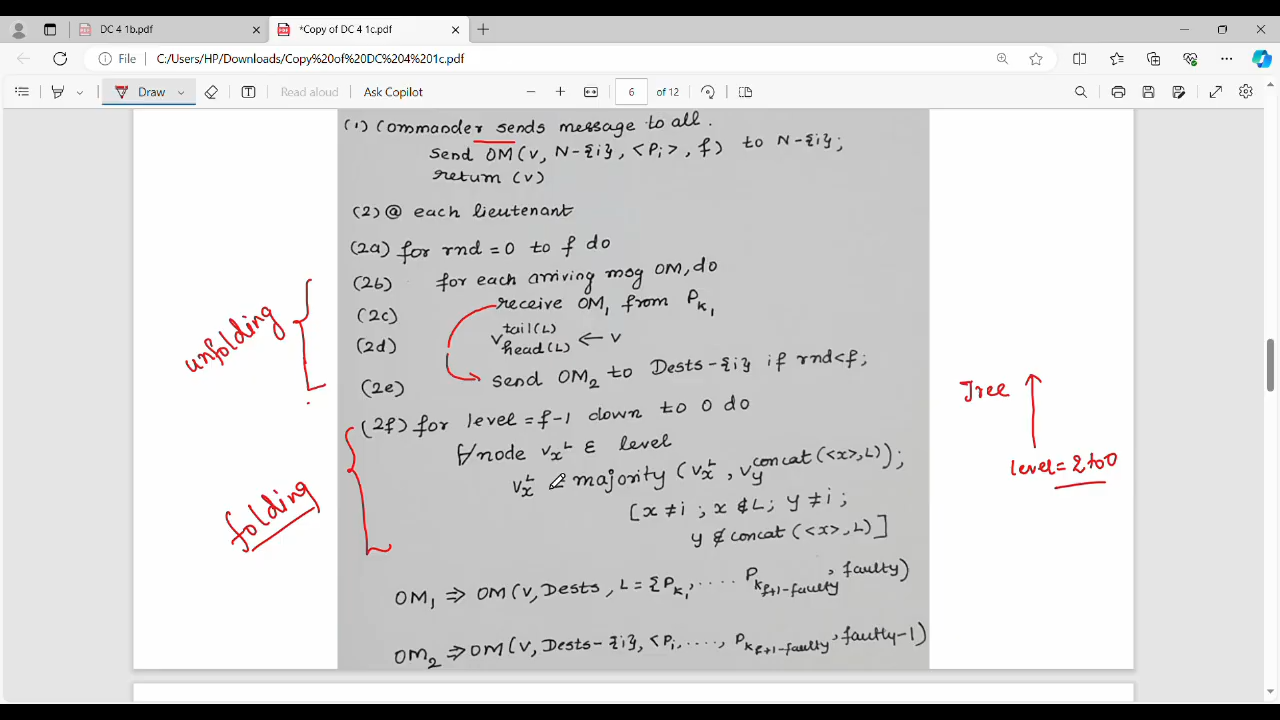 DC 4 1b.pdf
*Copy of DC 4 1c.pdf
File
C:/Users/HP/Downloads/Copy%20of%20DC%204%201c.pdf
Draw
Read aloud
Ask Copilot
6 of 12
(1) Commander sends message to all.
send OM(v, N-{i}, <Pi>, f) to N-{i};
return (v)
(2) @ each lieutenant
(2a) for rnd = 0 to f do
(2b) for each arriving msg OM, do
(2c) receive OM₁ from Pk₁
(2d) v^tail(L)_head(L) ← v
(2e) send OM₂ to Dests-{i} if rnd<f;
unfolding
(2f) for level = f-1 down to 0 do
∀node vₓᴸ ε level
vₓᴸ majority (vₓᴸ, v_y^concat(<x>,L));
[x≠i ; x∉L; y≠i ;
y∉concat(<x>,L)]
folding
Tree
level=2 to 0
OM₁ ⇒ OM(v, Dests, L={Pk₁, .... P_k_f+1-faulty, faulty)
OM₂ ⇒ OM(v, Dests-{i}, <Pi, ...., P_k_f+1-faulty, faulty-1)